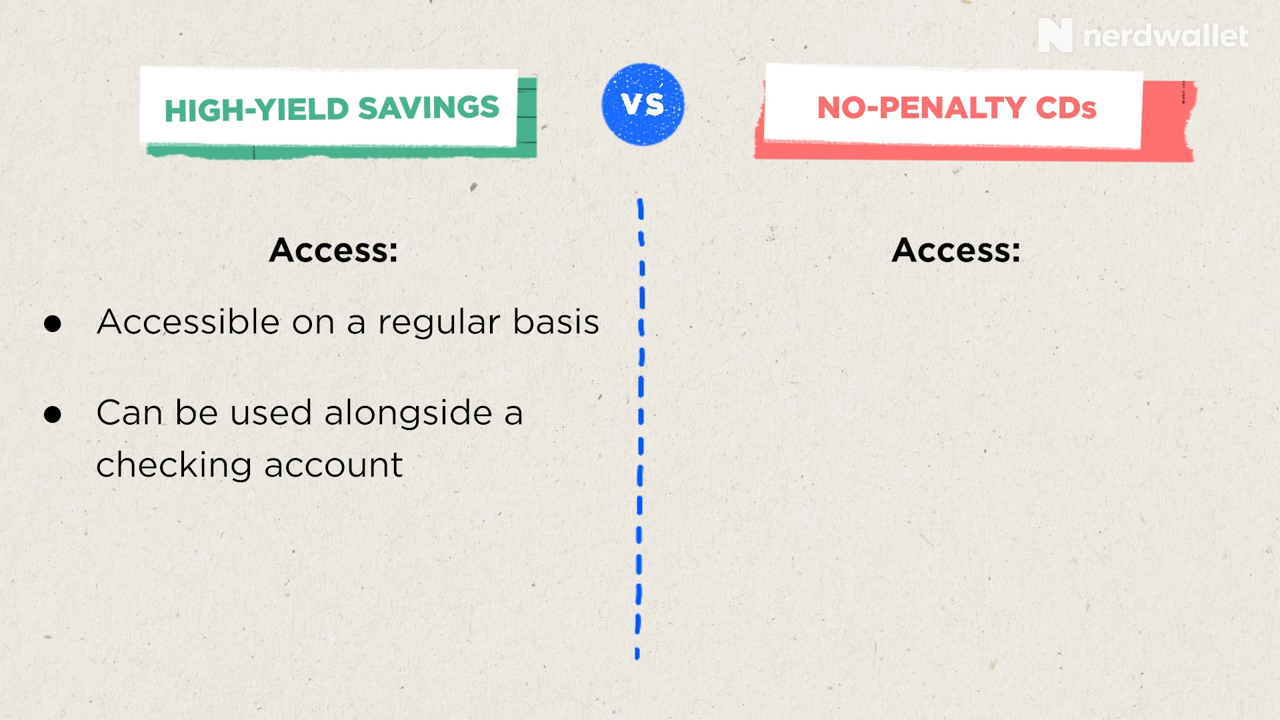 nerdwallet
HIGH-YIELD SAVINGS
VS
NO-PENALTY CDs
Access:
● Accessible on a regular basis
● Can be used alongside a
checking account
Access: